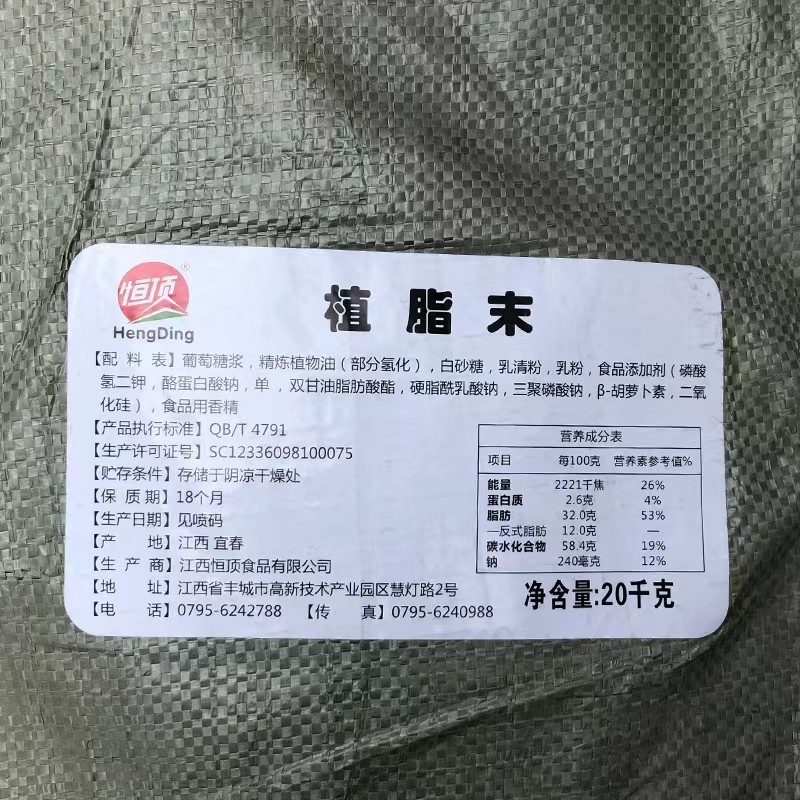 恒顶®
HengDing
植脂末
【配 料 表】葡萄糖浆，精炼植物油（部分氢化），白砂糖，乳清粉，乳粉，食品添加剂（磷酸
氢二钾，酪蛋白酸钠，单，双甘油脂肪酸酯，硬脂酰乳酸钠，三聚磷酸钠，β-胡萝卜素，二氧
化硅），食品用香精
【产品执行标准】QB/T 4791
【生产许可证号】SC12336098100075
【贮存条件】存储于阴凉干燥处
【保 质 期】18个月
【生产日期】见喷码
【产 地】江西 宜春
【生 产 商】江西恒顶食品有限公司
【地 址】江西省丰城市高新技术产业园区慧灯路2号
【电 话】0795-6242788 【传 真】0795-6240988
营养成分表
项目 每100克 营养素参考值%
能量 2221千焦 26%
蛋白质 2.6克 4%
脂肪 32.0克 53%
—反式脂肪 12.0克 —
碳水化合物 58.4克 19%
钠 240毫克 12%
净含量:20千克